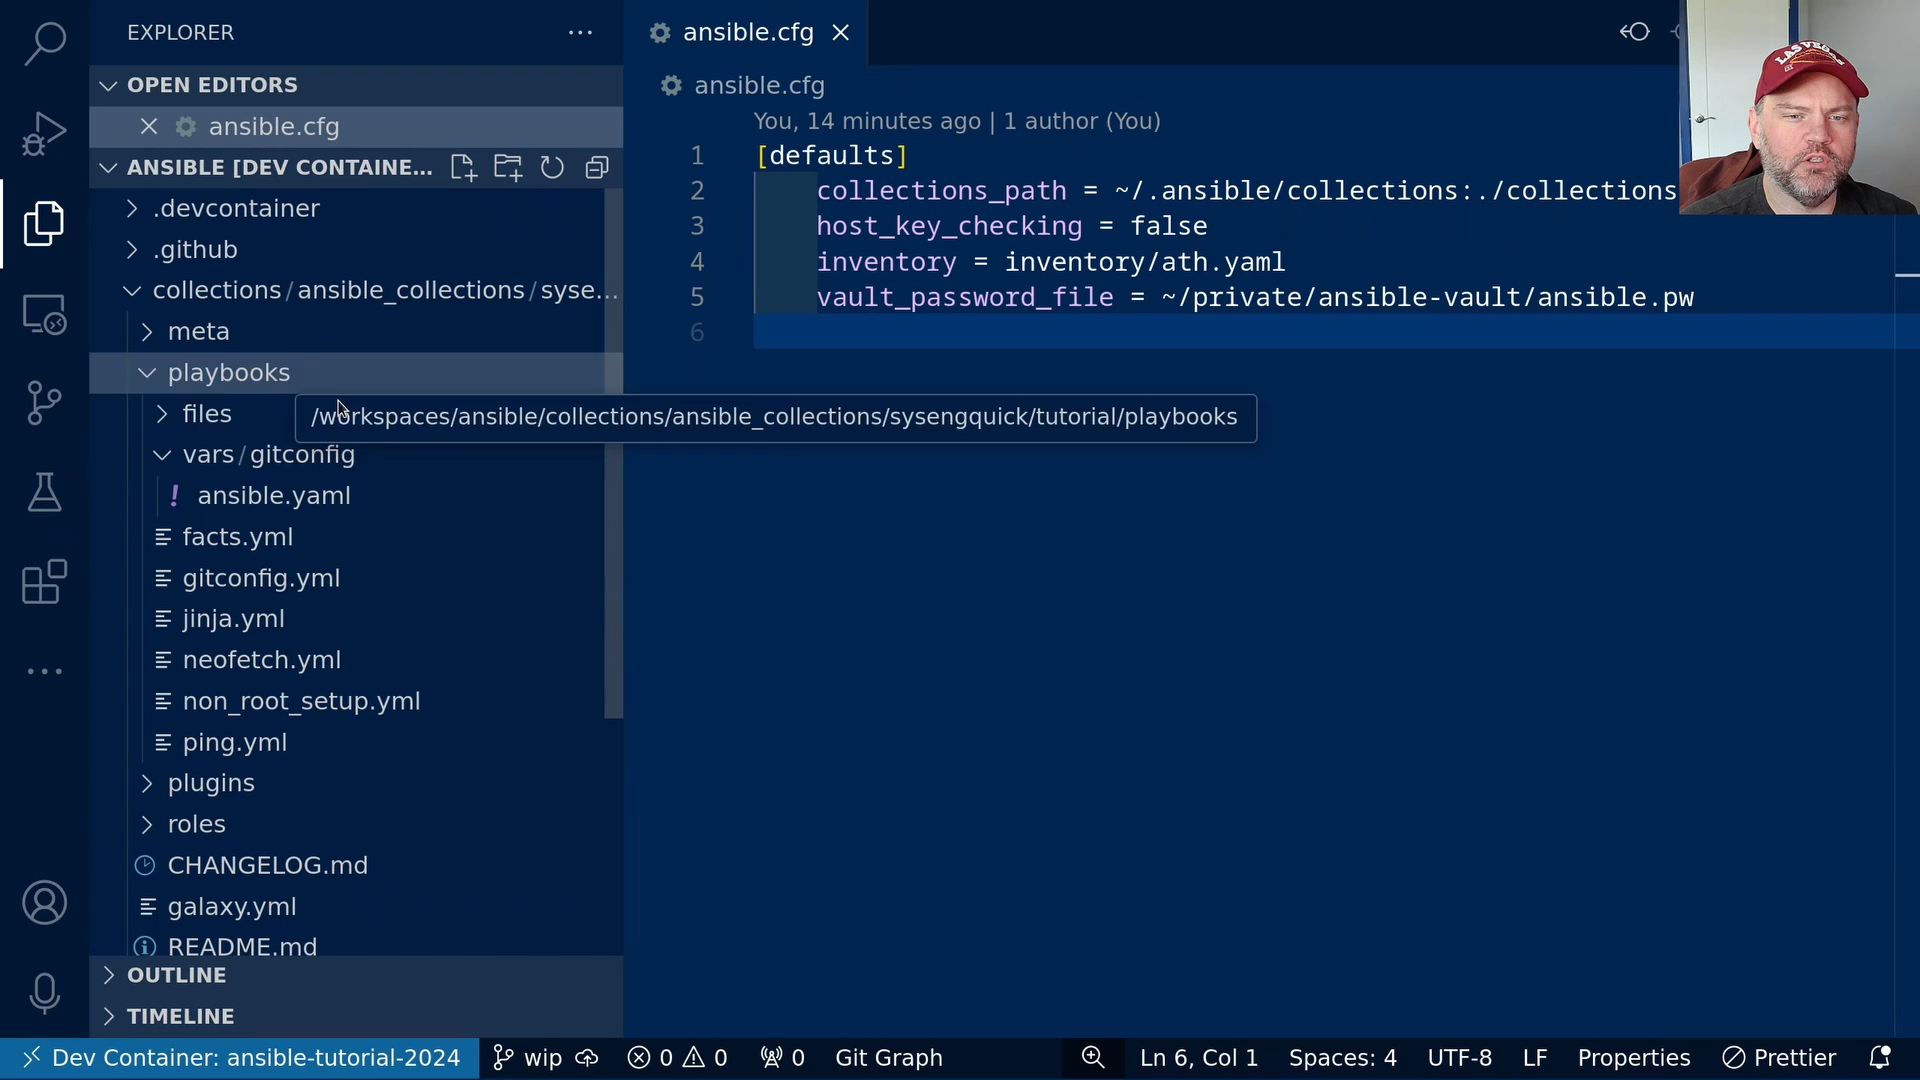 EXPLORER
OPEN EDITORS
ansible.cfg
ANSIBLE [DEV CONTAINE...
.devcontainer
.github
collections/ansible_collections/syse...
meta
playbooks
files
vars/gitconfig
ansible.yaml
facts.yml
gitconfig.yml
jinja.yml
neofetch.yml
non_root_setup.yml
ping.yml
plugins
roles
CHANGELOG.md
galaxy.yml
README.md
OUTLINE
TIMELINE
ansible.cfg
ansible.cfg
You, 14 minutes ago | 1 author (You)
1 [defaults]
2 collections_path = ~/.ansible/collections:./collections
3 host_key_checking = false
4 inventory = inventory/ath.yaml
5 vault_password_file = ~/private/ansible-vault/ansible.pw
6
/workspaces/ansible/collections/ansible_collections/sysengquick/tutorial/playbooks
LAS VEGAS
Dev Container: ansible-tutorial-2024 wip 0 0 0 Git Graph Ln 6, Col 1 Spaces: 4 UTF-8 LF Properties Prettier